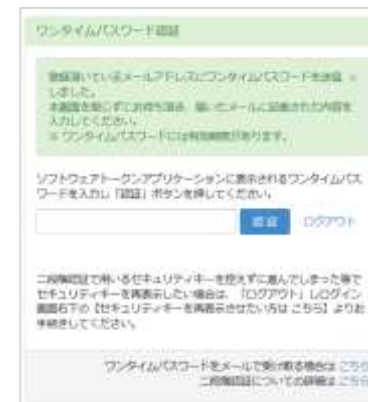 ワンタイムパスワード認証
登録頂いているメールアドレスにワンタイムパスワードを送信
しました。
本画面を閉じずにお待ち頂き、届いたメールに記載された内容を
入力してください。
※ ワンタイムパスワードには有効期限があります。
ソフトウェアトークンアプリケーションに表示されるワンタイムパス
ワードを入力し「認証」ボタンを押してください。
認証 ログアウト
二段階認証で用いるセキュリティキーを控えずに進んでしまった等で
セキュリティキーを再表示したい場合は、「ログアウト」しログイン
画面右下の【セキュリティキーを再表示させたい方は こちら】よりお
手続きしてください。
ワンタイムパスワードをメールで受け取る場合は こちら
二段階認証についての詳細は こちら